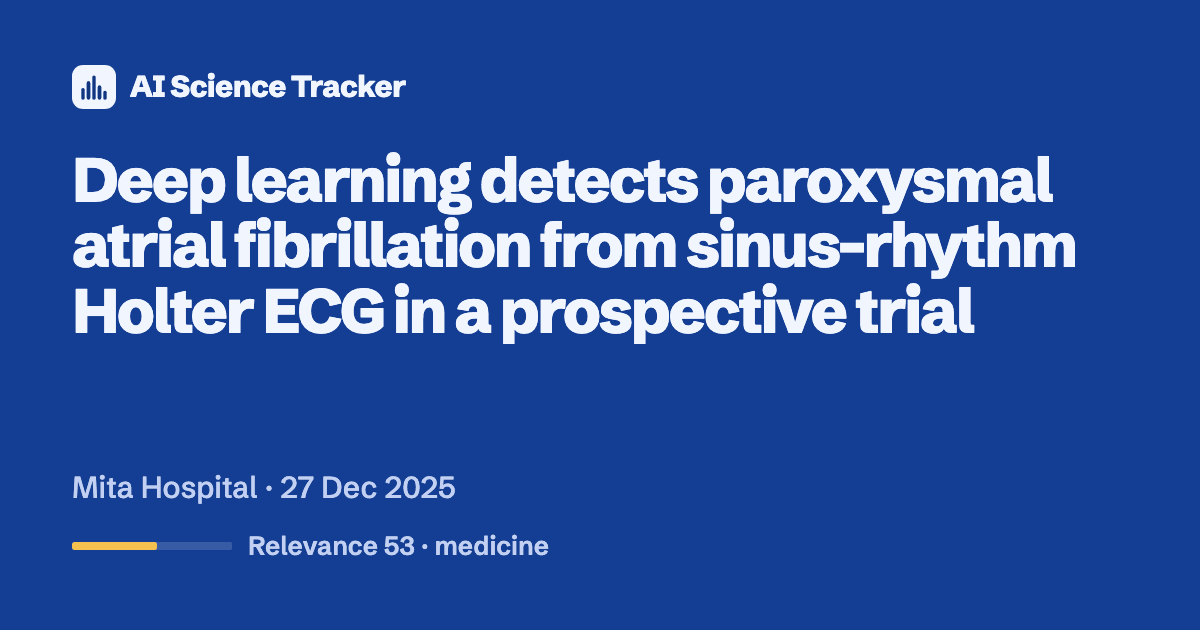 AI Science Tracker
Deep learning detects paroxysmal
atrial fibrillation from sinus-rhythm
Holter ECG in a prospective trial
Mita Hospital · 27 Dec 2025
Relevance 53 · medicine